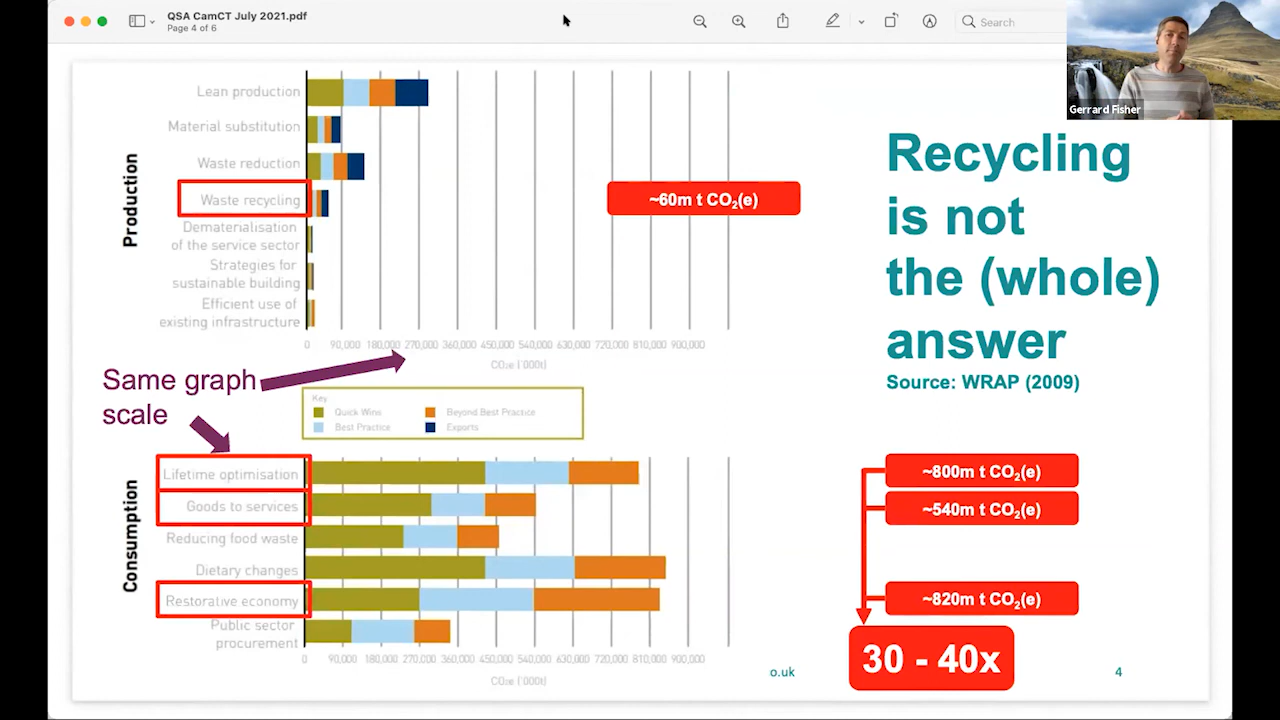 QSA CamCT July 2021.pdf
Page 4 of 6
Search
Gerrard Fisher
Recycling
is not
the (whole)
answer
Source: WRAP (2009)
Production
Lean production
Material substitution
Waste reduction
Waste recycling
Dematerialisation
of the service sector
Strategies for
sustainable building
Efficient use of
existing infrastructure
~60m t CO₂(e)
0 90,000 180,000 270,000 360,000 450,000 540,000 630,000 720,000 810,000 900,000
CO₂e ('000t)
Same graph
scale
Key
Quick Wins
Beyond Best Practice
Best Practice
Exports
Consumption
Lifetime optimisation
Goods to services
Reducing food waste
Dietary changes
Restorative economy
Public sector
procurement
0 90,000 180,000 270,000 360,000 450,000 540,000 630,000 720,000 810,000 900,000
CO₂e ('000t)
~800m t CO₂(e)
~540m t CO₂(e)
~820m t CO₂(e)
30 - 40x
o.uk
4